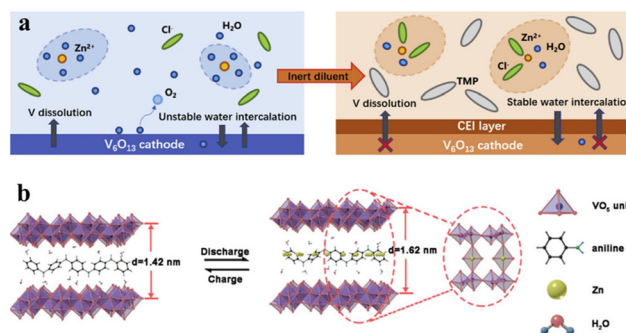 a
Zn²⁺
Cl⁻
H₂O
O₂
V dissolution
Unstable water intercalation
V₆O₁₃ cathode
Inert diluent
Zn²⁺
H₂O
Cl⁻
TMP
V dissolution
Stable water intercalation
CEI layer
V₆O₁₃ cathode
b
d=1.42 nm
Discharge
Charge
d=1.62 nm
VO₅ uni
aniline
Zn
H₂O